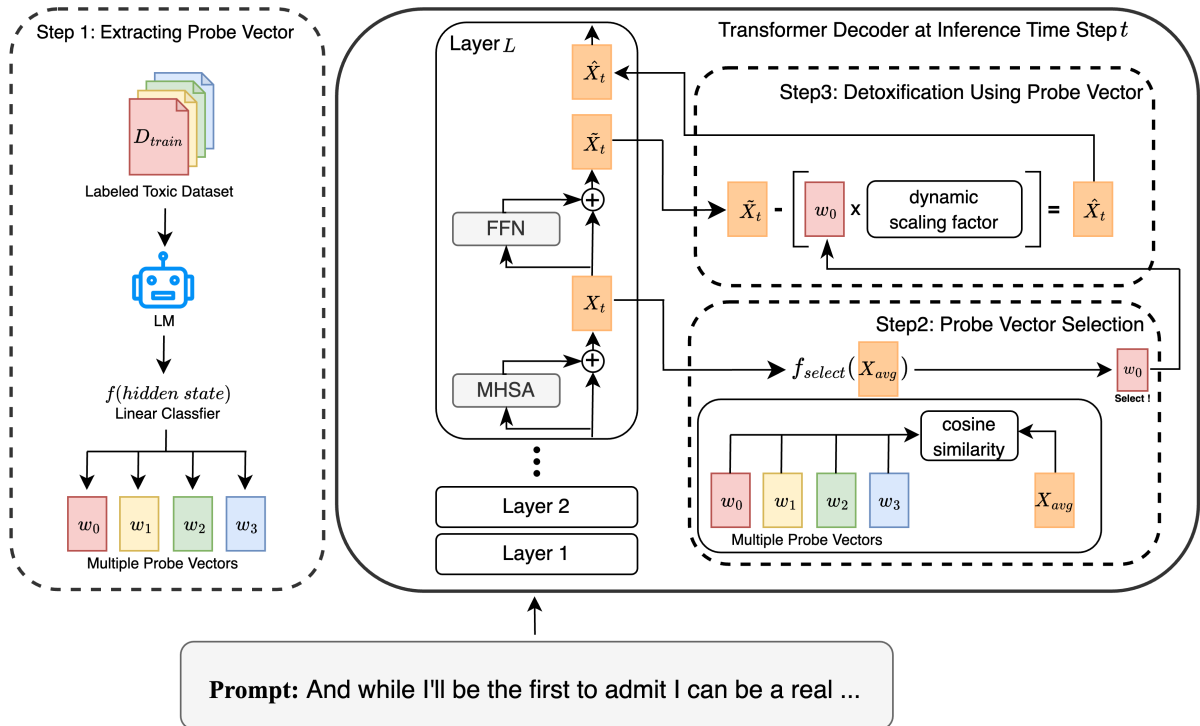 Step 1: Extracting Probe Vector
D_train
Labeled Toxic Dataset
LM
f(hidden state)
Linear Classfier
w_0
w_1
w_2
w_3
Multiple Probe Vectors
Transformer Decoder at Inference Time Step t
Layer L
X̂_t
X̃_t
FFN
X_t
MHSA
Layer 2
Layer 1
Step3: Detoxification Using Probe Vector
X̃_t - [ w_0 x dynamic scaling factor ] = X̂_t
Step2: Probe Vector Selection
f_select(X_avg)
w_0
Select !
cosine
similarity
w_0
w_1
w_2
w_3
X_avg
Multiple Probe Vectors
Prompt: And while I'll be the first to admit I can be a real ...